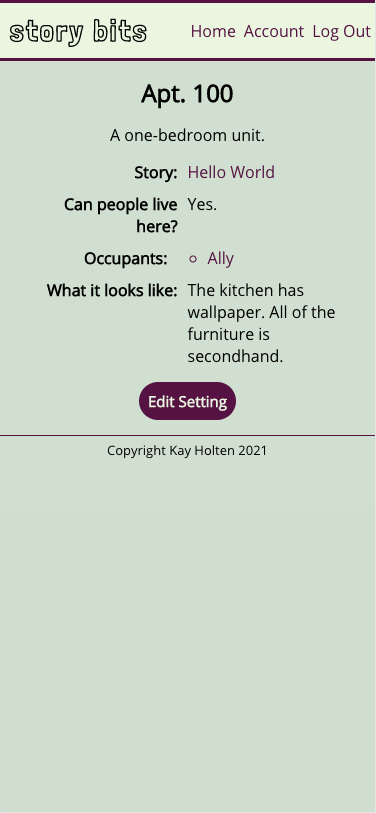 story bits
Home Account Log Out
Apt. 100
A one-bedroom unit.
Story: Hello World
Can people live Yes.
here?
Occupants: Ally
What it looks like: The kitchen has
wallpaper. All of the
furniture is
secondhand.
Edit Setting
Copyright Kay Holten 2021